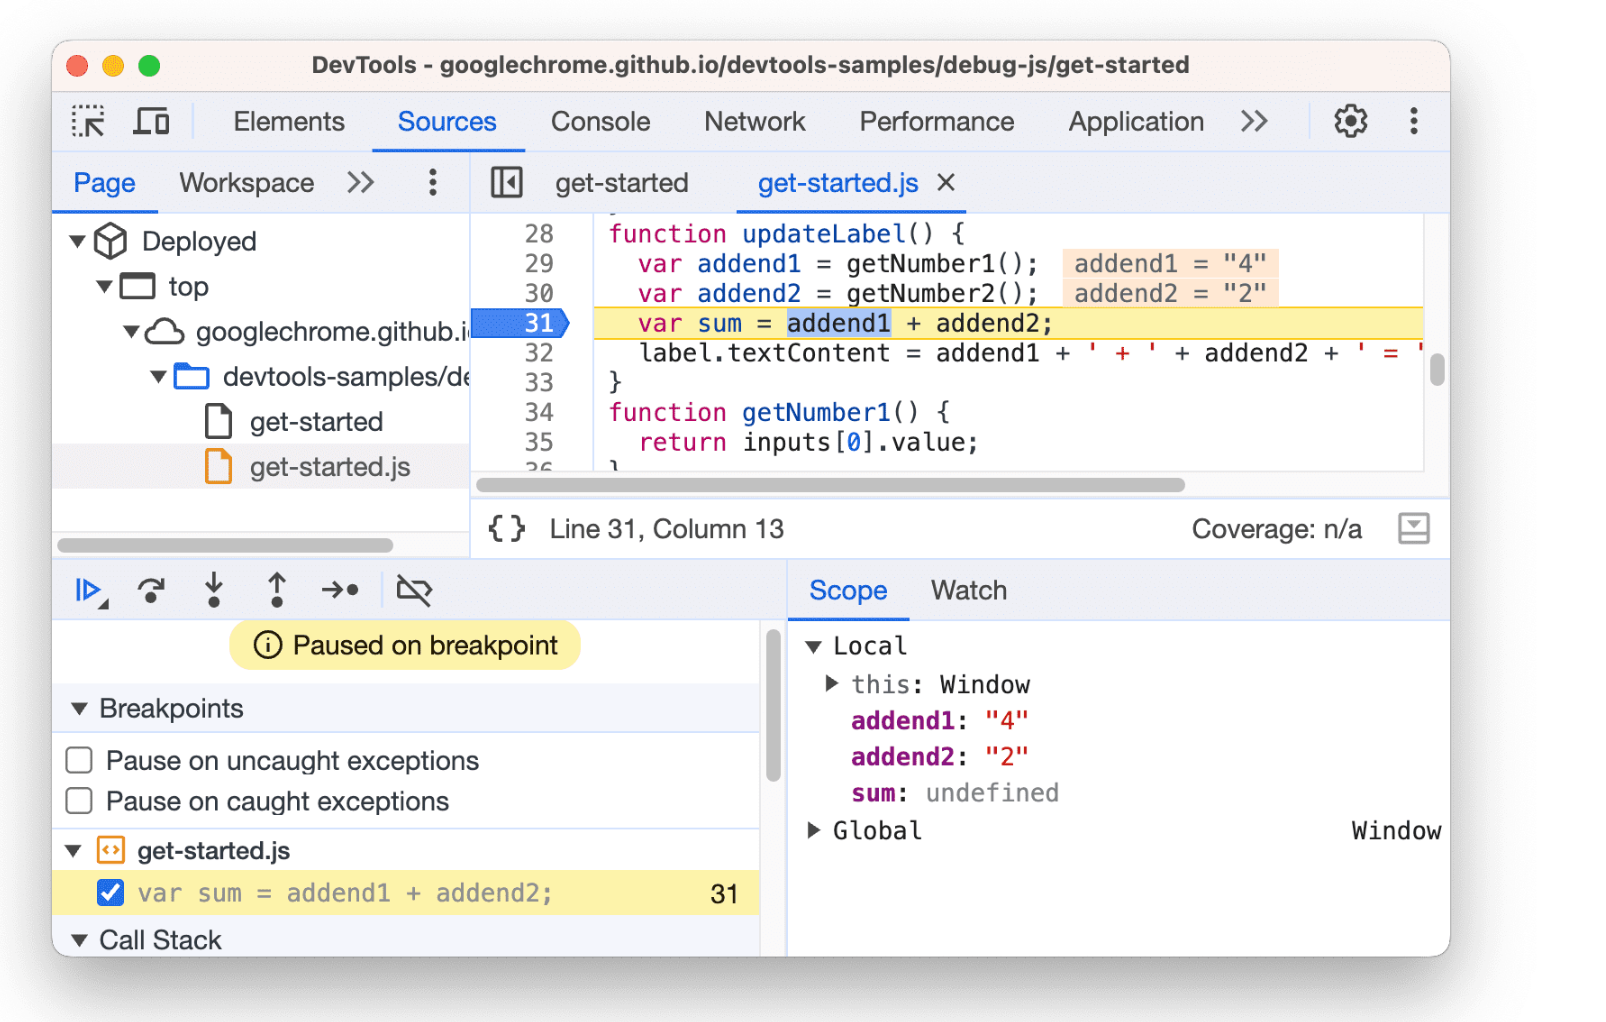 DevTools - googlechrome.github.io/devtools-samples/debug-js/get-started
Elements Sources Console Network Performance Application
Page Workspace
get-started get-started.js
Deployed
top
googlechrome.github.i
devtools-samples/de
get-started
get-started.js
28 function updateLabel() {
29 var addend1 = getNumber1(); addend1 = "4"
30 var addend2 = getNumber2(); addend2 = "2"
31 var sum = addend1 + addend2;
32 label.textContent = addend1 + ' + ' + addend2 + ' = '
33 }
34 function getNumber1() {
35 return inputs[0].value;
36 }
{} Line 31, Column 13 Coverage: n/a
Paused on breakpoint
Breakpoints
Pause on uncaught exceptions
Pause on caught exceptions
get-started.js
var sum = addend1 + addend2; 31
Call Stack
Scope Watch
Local
this: Window
addend1: "4"
addend2: "2"
sum: undefined
Global Window